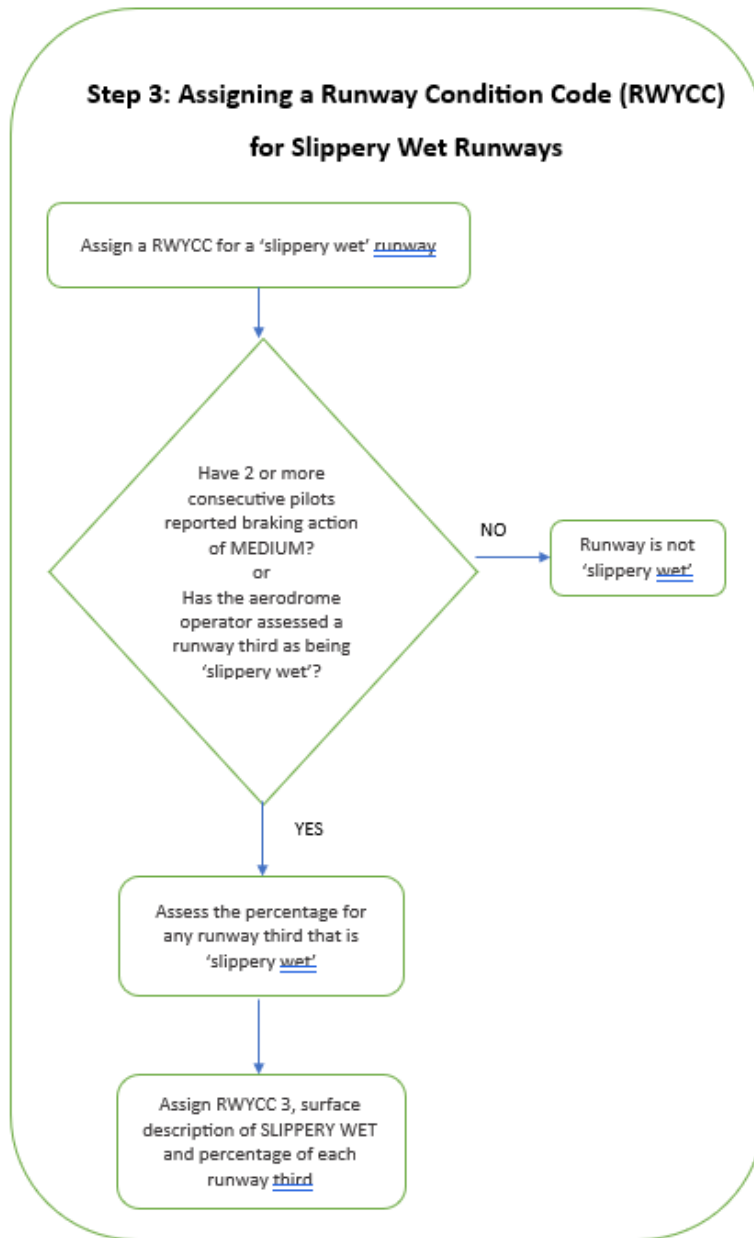 Step 3: Assigning a Runway Condition Code (RWYCC)
for Slippery Wet Runways
Assign a RWYCC for a ‘slippery wet’ runway
Have 2 or more
consecutive pilots
reported braking action
of MEDIUM?
or
Has the aerodrome
operator assessed a
runway third as being
‘slippery wet’?
NO
Runway is not
‘slippery wet’
YES
Assess the percentage for
any runway third that is
‘slippery wet’
Assign RWYCC 3, surface
description of SLIPPERY WET
and percentage of each
runway third